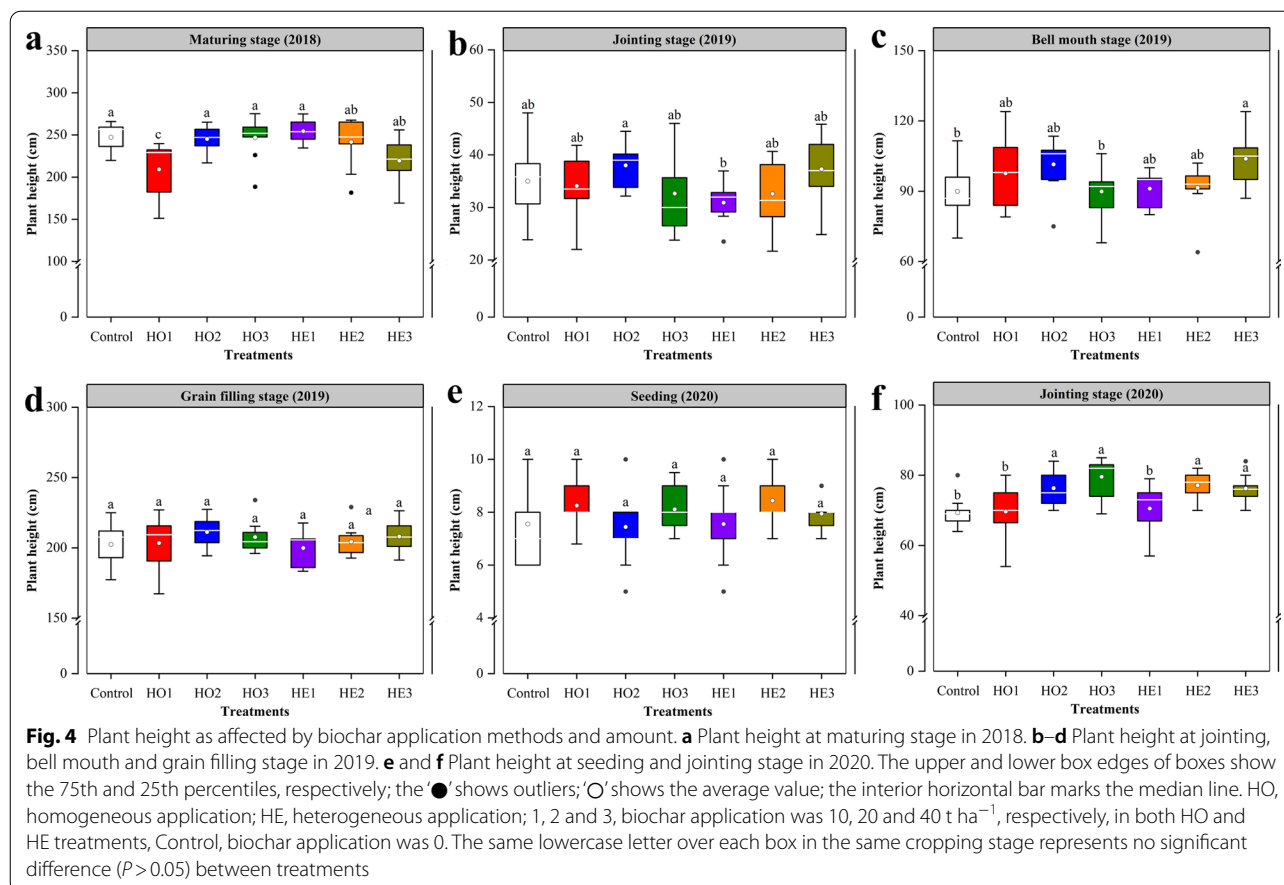 a
Maturing stage (2018)
350
300
250
200
150
100
0
Plant height (cm)
a
c
a
a
a
ab
ab
Control HO1 HO2 HO3 HE1 HE2 HE3
Treatments
b
Jointing stage (2019)
60
50
40
30
20
0
Plant height (cm)
ab
ab
a
ab
b
ab
a
Control HO1 HO2 HO3 HE1 HE2 HE3
Treatments
c
Bell mouth stage (2019)
150
120
90
60
0
Plant height (cm)
b
ab
ab
b
ab
ab
a
Control HO1 HO2 HO3 HE1 HE2 HE3
Treatments
d
Grain filling stage (2019)
300
250
200
150
0
Plant height (cm)
a
a
a
a
a
a
a
a
Control HO1 HO2 HO3 HE1 HE2 HE3
Treatments
e
Seeding (2020)
12
10
8
6
4
0
Plant height (cm)
a
a
a
a
a
a
a
Control HO1 HO2 HO3 HE1 HE2 HE3
Treatments
f
Jointing stage (2020)
100
80
60
40
0
Plant height (cm)
b
b
a
a
b
a
a
Control HO1 HO2 HO3 HE1 HE2 HE3
Treatments
Fig. 4 Plant height as affected by biochar application methods and amount. a Plant height at maturing stage in 2018. b–d Plant height at jointing,
bell mouth and grain filling stage in 2019. e and f Plant height at seeding and jointing stage in 2020. The upper and lower box edges of boxes show
the 75th and 25th percentiles, respectively; the '●' shows outliers; '○' shows the average value; the interior horizontal bar marks the median line. HO,
homogeneous application; HE, heterogeneous application; 1, 2 and 3, biochar application was 10, 20 and 40 t ha⁻¹, respectively, in both HO and
HE treatments, Control, biochar application was 0. The same lowercase letter over each box in the same cropping stage represents no significant
difference (P > 0.05) between treatments